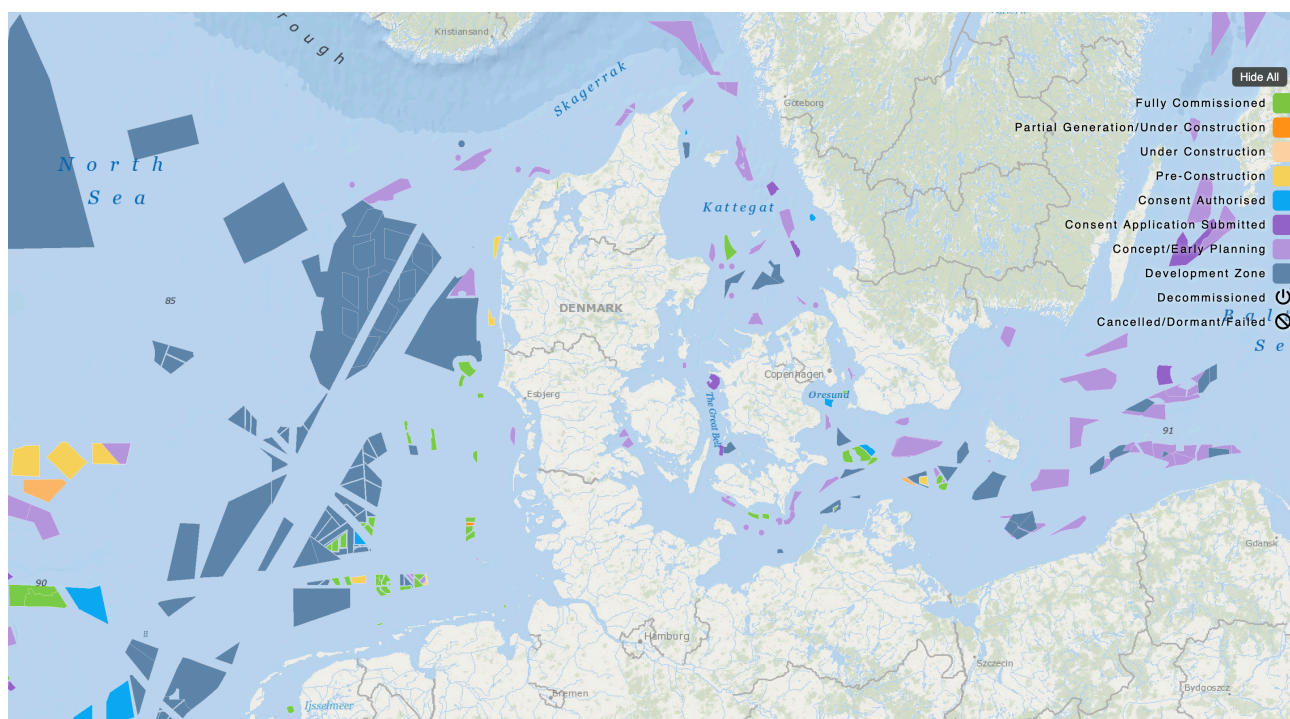 rough
Kristiansand
Skagerrak
Göteborg
Hide All
Fully Commissioned
Partial Generation/Under Construction
Under Construction
Pre-Construction
Consent Authorised
Consent Application Submitted
Concept/Early Planning
Development Zone
Decommissioned
Cancelled/Dormant/Failed
North
Sea
Kattegat
85
DENMARK
Bal
Se
Copenhagen
Oresund
Esbjerg
The Great Belt
91
90
Gdansk
Hamburg
Szczecin
Bremen
Bydgoszcz
Ijsselmeer